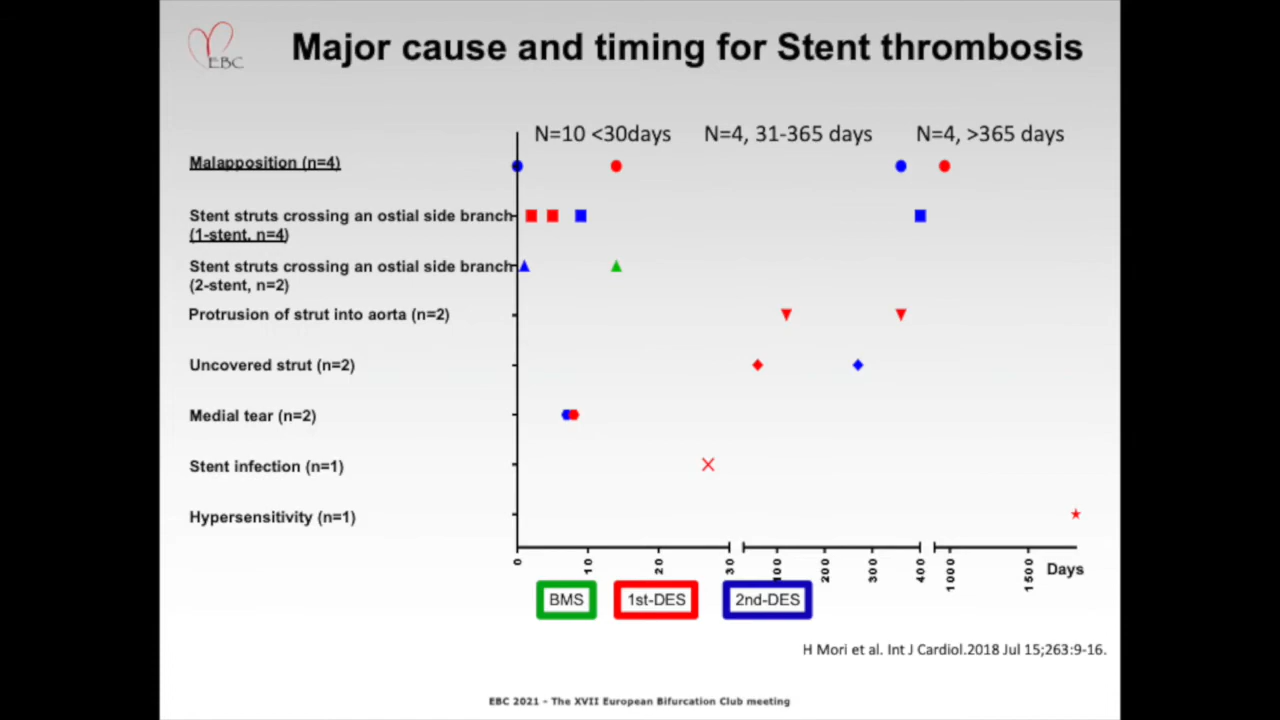 EBC
Major cause and timing for Stent thrombosis
N=10 <30days
N=4, 31-365 days
N=4, >365 days
Malapposition (n=4)
Stent struts crossing an ostial side branch
(1-stent, n=4)
Stent struts crossing an ostial side branch
(2-stent, n=2)
Protrusion of strut into aorta (n=2)
Uncovered strut (n=2)
Medial tear (n=2)
Stent infection (n=1)
Hypersensitivity (n=1)
0
10
20
30
100
200
300
400
1000
1500
Days
BMS
1st-DES
2nd-DES
H Mori et al. Int J Cardiol.2018 Jul 15;263:9-16.
EBC 2021 - The XVII European Bifurcation Club meeting